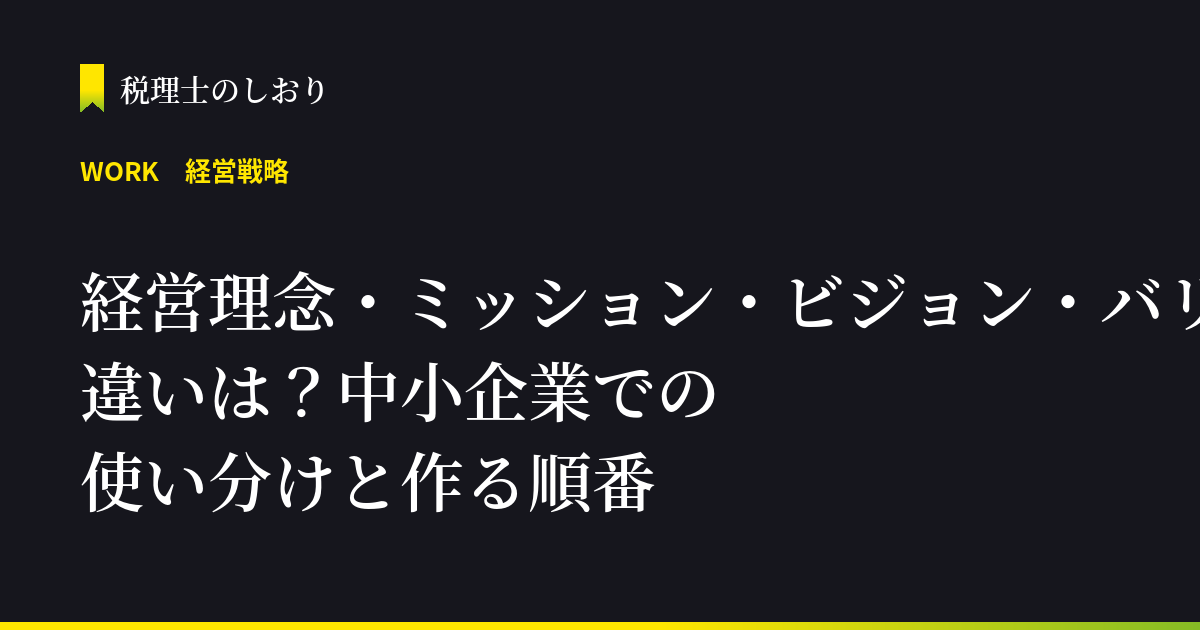 税理士のしおり
WORK 経営戦略
経営理念・ミッション・ビジョン・バリ
違いは？中小企業での
使い分けと作る順番